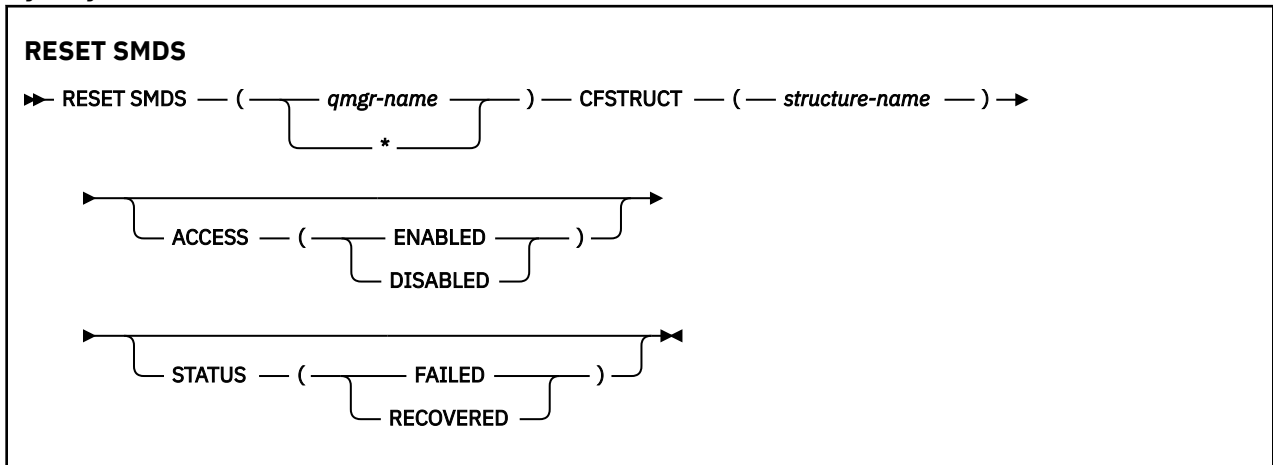 RESET SMDS
RESET SMDS ( qmgr-name ) CFSTRUCT ( structure-name )
*
ACCESS ( ENABLED )
DISABLED
STATUS ( FAILED )
RECOVERED